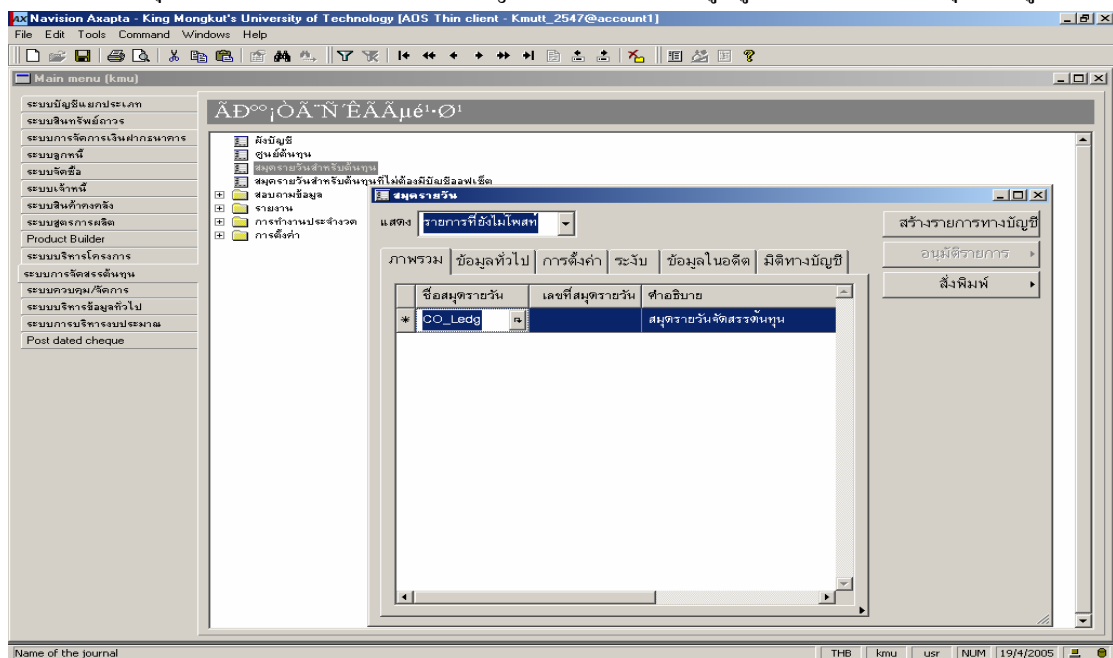 Navision Axapta - King Mongkut's University of Technology [AOS Thin client - Kmutt_2547@account1]
File Edit Tools Command Windows Help
Main menu (kmu)
ระบบบัญชีแยกประเภท
ระบบสินทรัพย์ถาวร
ระบบการจัดการเงินฝากธนาคาร
ระบบลูกหนี้
ระบบจัดซื้อ
ระบบเจ้าหนี้
ระบบสินค้าคงคลัง
ระบบสูตรการผลิต
Product Builder
ระบบบริหารโครงการ
ระบบการจัดสรรต้นทุน
ระบบควบคุม/จัดการ
ระบบบริหารข้อมูลทั่วไป
ระบบการบริหารงบประมาณ
Post dated cheque
ÃÐºº¡ÒÃ¨Ñ´ÊÃÃµé¹·Ø¹
ผังบัญชี
ศูนย์ต้นทุน
สมุดรายวันสำหรับต้นทุน
สมุดรายวันสำหรับต้นทุนที่ไม่ต้องมีบัญชีออฟเซ็ต
สอบถามข้อมูล
รายงาน
การทำงานประจำงวด
การตั้งค่า
สมุดรายวัน
แสดง รายการที่ยังไม่โพสท์
สร้างรายการทางบัญชี
อนุมัติรายการ
สั่งพิมพ์
ภาพรวม ข้อมูลทั่วไป การตั้งค่า ระงับ ข้อมูลในอดีต มิติทางบัญชี
ชื่อสมุดรายวัน เลขที่สมุดรายวัน คำอธิบาย
CO_Ledg สมุดรายวันจัดสรรต้นทุน
Name of the journal THB kmu usr NUM 19/4/2005